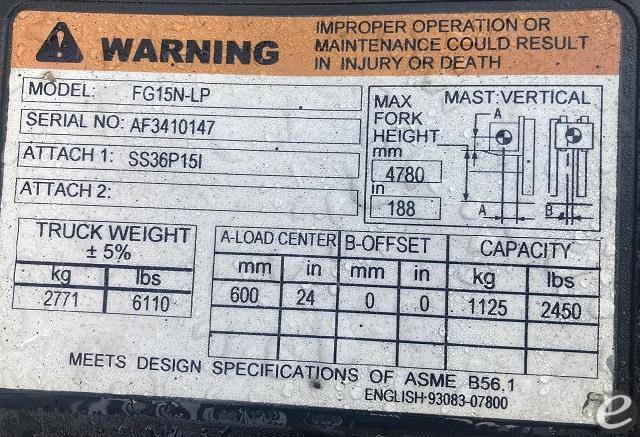 WARNING
IMPROPER OPERATION OR
MAINTENANCE COULD RESULT
IN INJURY OR DEATH
MODEL: FG15N-LP
SERIAL NO: AF3410147
ATTACH 1: SS36P15I
ATTACH 2:
MAX
FORK
HEIGHT
mm
4780
in
188
MAST:VERTICAL
A
A
B
TRUCK WEIGHT
± 5%
kg lbs
2771 6110
A-LOAD CENTER B-OFFSET CAPACITY
mm in mm in kg lbs
600 24 0 0 1125 2450
MEETS DESIGN SPECIFICATIONS OF ASME B56.1
ENGLISH-93083-07800
e